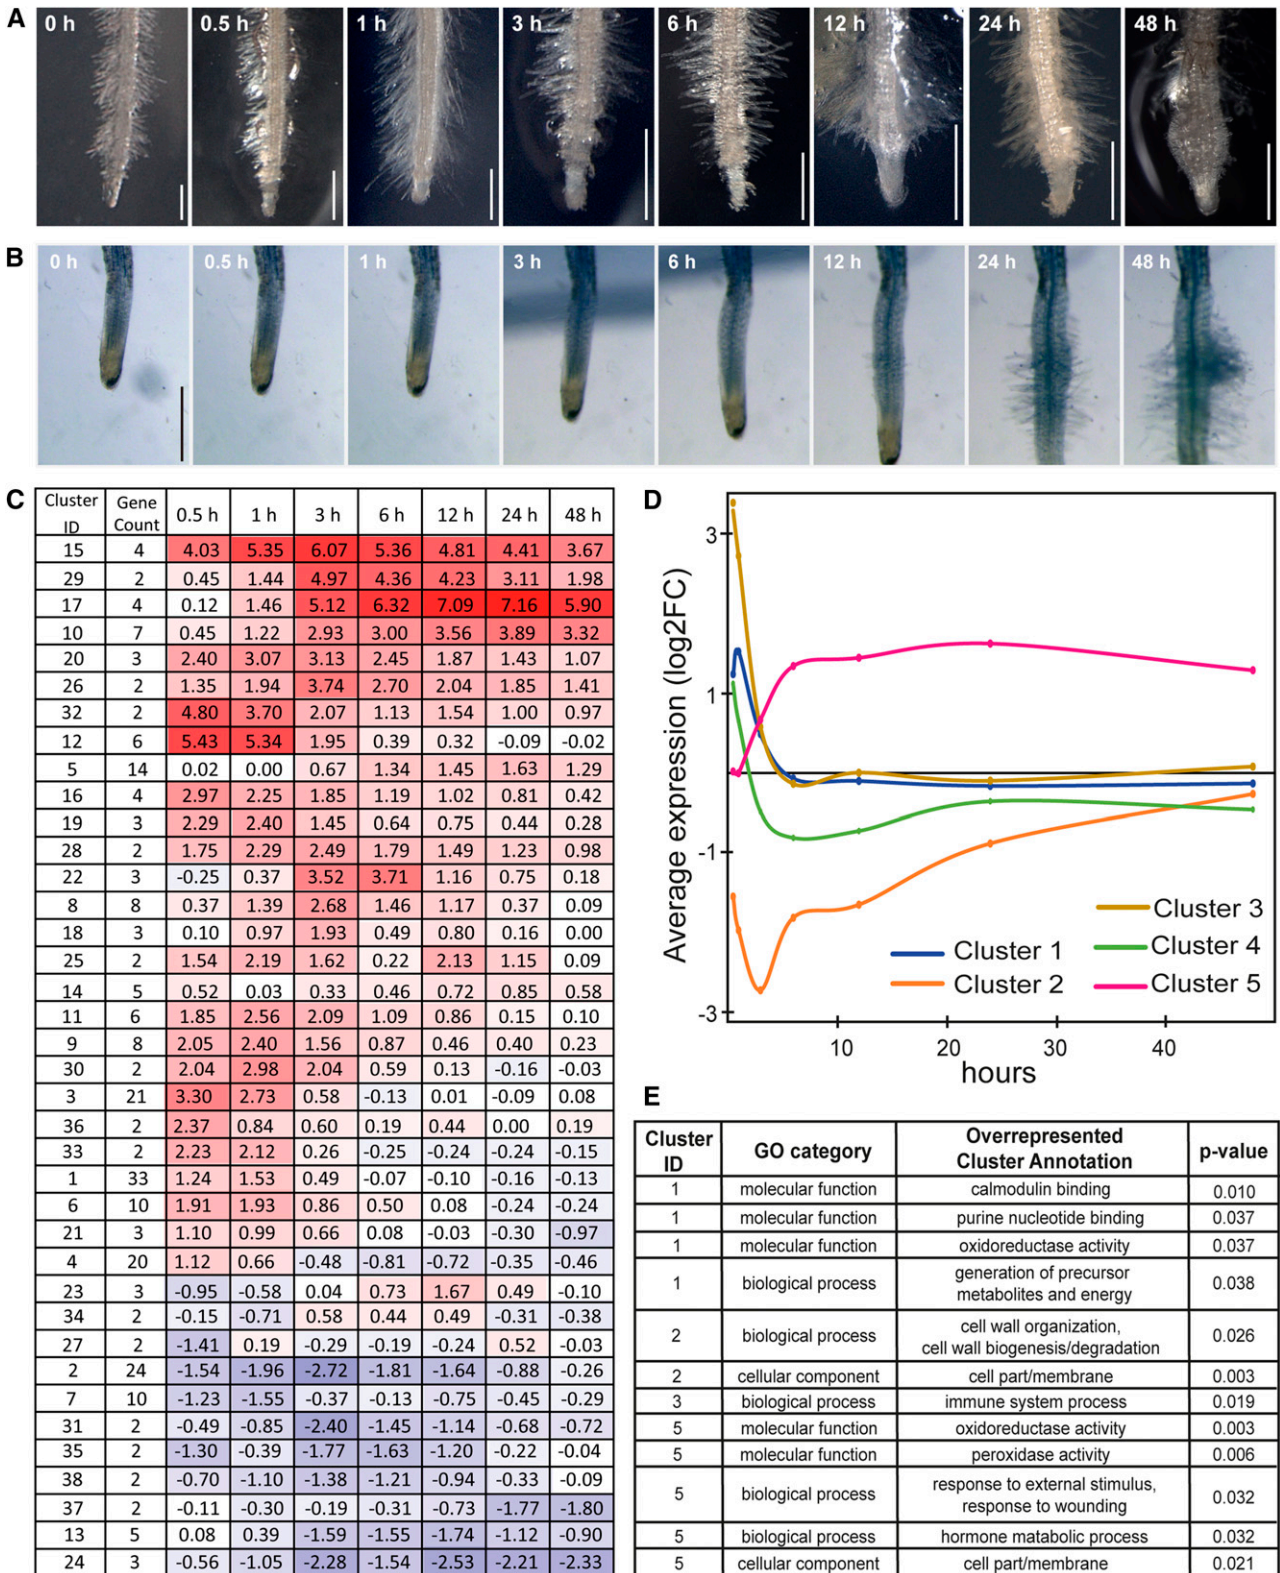 A
0 h 0.5 h 1 h 3 h 6 h 12 h 24 h 48 h
B
0 h 0.5 h 1 h 3 h 6 h 12 h 24 h 48 h
C
Cluster ID Gene Count 0.5 h 1 h 3 h 6 h 12 h 24 h 48 h
15 4 4.03 5.35 6.07 5.36 4.81 4.41 3.67
29 2 0.45 1.44 4.97 4.36 4.23 3.11 1.98
17 4 0.12 1.46 5.12 6.32 7.09 7.16 5.90
10 7 0.45 1.22 2.93 3.00 3.56 3.89 3.32
20 3 2.40 3.07 3.13 2.45 1.87 1.43 1.07
26 2 1.35 1.94 3.74 2.70 2.04 1.85 1.41
32 2 4.80 3.70 2.07 1.13 1.54 1.00 0.97
12 6 5.43 5.34 1.95 0.39 0.32 -0.09 -0.02
5 14 0.02 0.00 0.67 1.34 1.45 1.63 1.29
16 4 2.97 2.25 1.85 1.19 1.02 0.81 0.42
19 3 2.29 2.40 1.45 0.64 0.75 0.44 0.28
28 2 1.75 2.29 2.49 1.79 1.49 1.23 0.98
22 3 -0.25 0.37 3.52 3.71 1.16 0.75 0.18
8 8 0.37 1.39 2.68 1.46 1.17 0.37 0.09
18 3 0.10 0.97 1.93 0.49 0.80 0.16 0.00
25 2 1.54 2.19 1.62 0.22 2.13 1.15 0.09
14 5 0.52 0.03 0.33 0.46 0.72 0.85 0.58
11 6 1.85 2.56 2.09 1.09 0.86 0.15 0.10
9 8 2.05 2.40 1.56 0.87 0.46 0.40 0.23
30 2 2.04 2.98 2.04 0.59 0.13 -0.16 -0.03
3 21 3.30 2.73 0.58 -0.13 0.01 -0.09 0.08
36 2 2.37 0.84 0.60 0.19 0.44 0.00 0.19
33 2 2.23 2.12 0.26 -0.25 -0.24 -0.24 -0.15
1 33 1.24 1.53 0.49 -0.07 -0.10 -0.16 -0.13
6 10 1.91 1.93 0.86 0.50 0.08 -0.24 -0.24
21 3 1.10 0.99 0.66 0.08 -0.03 -0.30 -0.97
4 20 1.12 0.66 -0.48 -0.81 -0.72 -0.35 -0.46
23 3 -0.95 -0.58 0.04 0.73 1.67 0.49 -0.10
34 2 -0.15 -0.71 0.58 0.44 0.49 -0.31 -0.38
27 2 -1.41 0.19 -0.29 -0.19 -0.24 0.52 -0.03
2 24 -1.54 -1.96 -2.72 -1.81 -1.64 -0.88 -0.26
7 10 -1.23 -1.55 -0.37 -0.13 -0.75 -0.45 -0.29
31 2 -0.49 -0.85 -2.40 -1.45 -1.14 -0.68 -0.72
35 2 -1.30 -0.39 -1.77 -1.63 -1.20 -0.22 -0.04
38 2 -0.70 -1.10 -1.38 -1.21 -0.94 -0.33 -0.09
37 2 -0.11 -0.30 -0.19 -0.31 -0.73 -1.77 -1.80
13 5 0.08 0.39 -1.59 -1.55 -1.74 -1.12 -0.90
24 3 -0.56 -1.05 -2.28 -1.54 -2.53 -2.21 -2.33
D
Average expression (log2FC)
3
1
-1
-3
10 20 30 40
hours
Cluster 1
Cluster 2
Cluster 3
Cluster 4
Cluster 5
E
Cluster ID GO category Overrepresented Cluster Annotation p-value
1 molecular function calmodulin binding 0.010
1 molecular function purine nucleotide binding 0.037
1 molecular function oxidoreductase activity 0.037
1 biological process generation of precursor metabolites and energy 0.038
2 biological process cell wall organization, cell wall biogenesis/degradation 0.026
2 cellular component cell part/membrane 0.003
3 biological process immune system process 0.019
5 molecular function oxidoreductase activity 0.003
5 molecular function peroxidase activity 0.006
5 biological process response to external stimulus, response to wounding 0.032
5 biological process hormone matabolic process 0.032
5 cellular component cell part/membrane 0.021